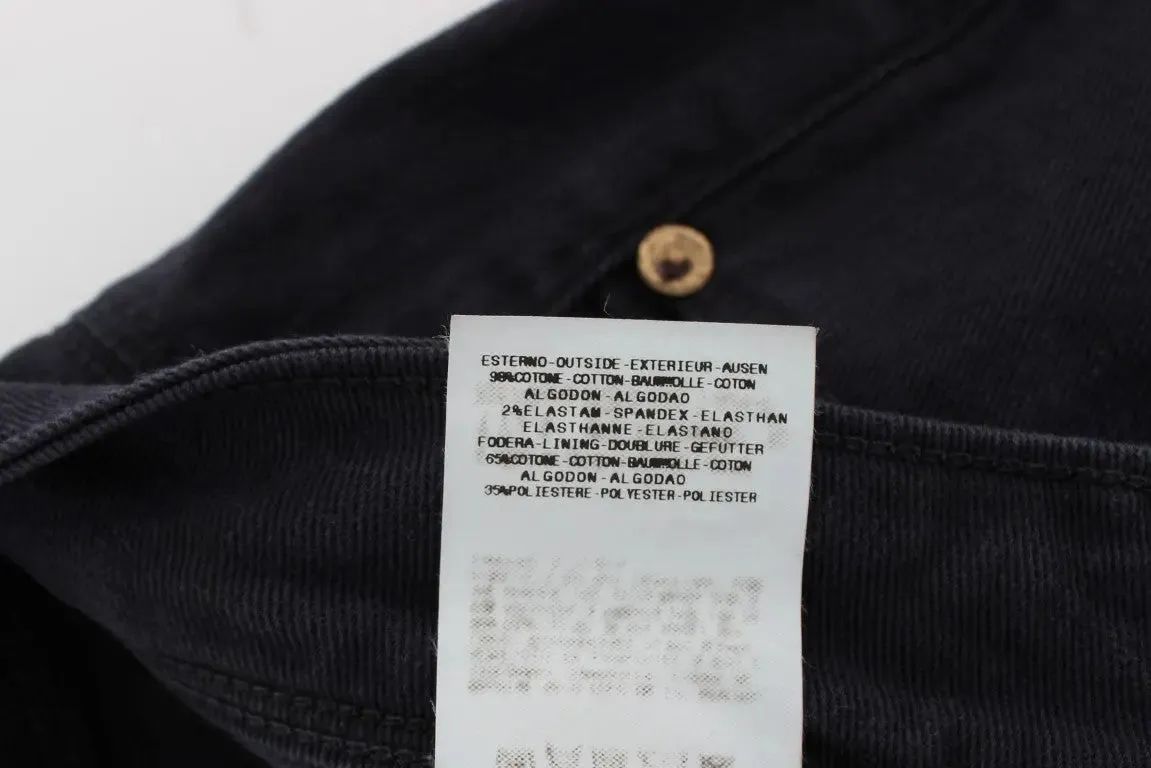 ESTERNO-OUTSIDE-EXTERIEUR-AUSEN
98%COTONE-COTTON-BAUMWOLLE-COTON
ALGODON-ALGODAO
2%ELASTAM-SPANDEX-ELASTHAN
ELASTHANNE-ELASTANO
FODERA-LINING-DOUBLURE-GEFUTTER
65%COTONE-COTTON-BAUMWOLLE-COTON
ALGODON-ALGODAO
35%POLIESTERE-POLYESTER-POLIESTER